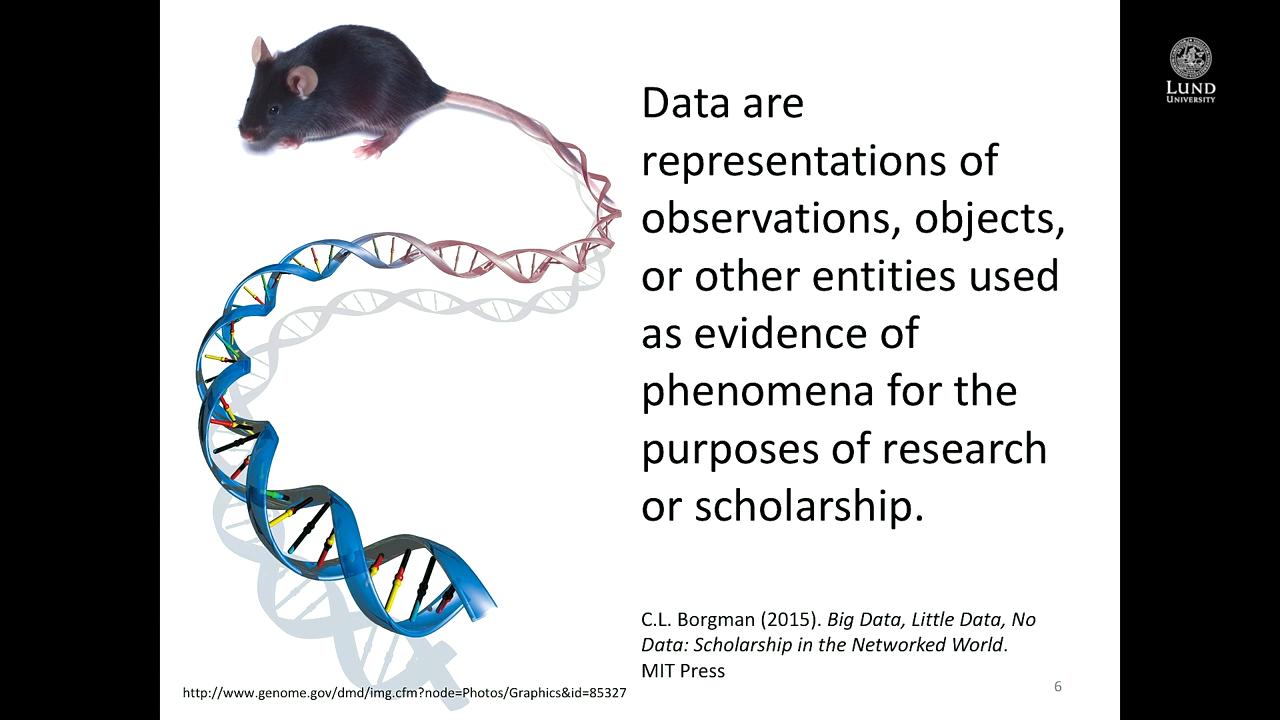 Data are
representations of
observations, objects,
or other entities used
as evidence of
phenomena for the
purposes of research
or scholarship.
C.L. Borgman (2015). Big Data, Little Data, No
Data: Scholarship in the Networked World.
MIT Press
http://www.genome.gov/dmd/img.cfm?node=Photos/Graphics&id=85327
6
LUND
UNIVERSITY